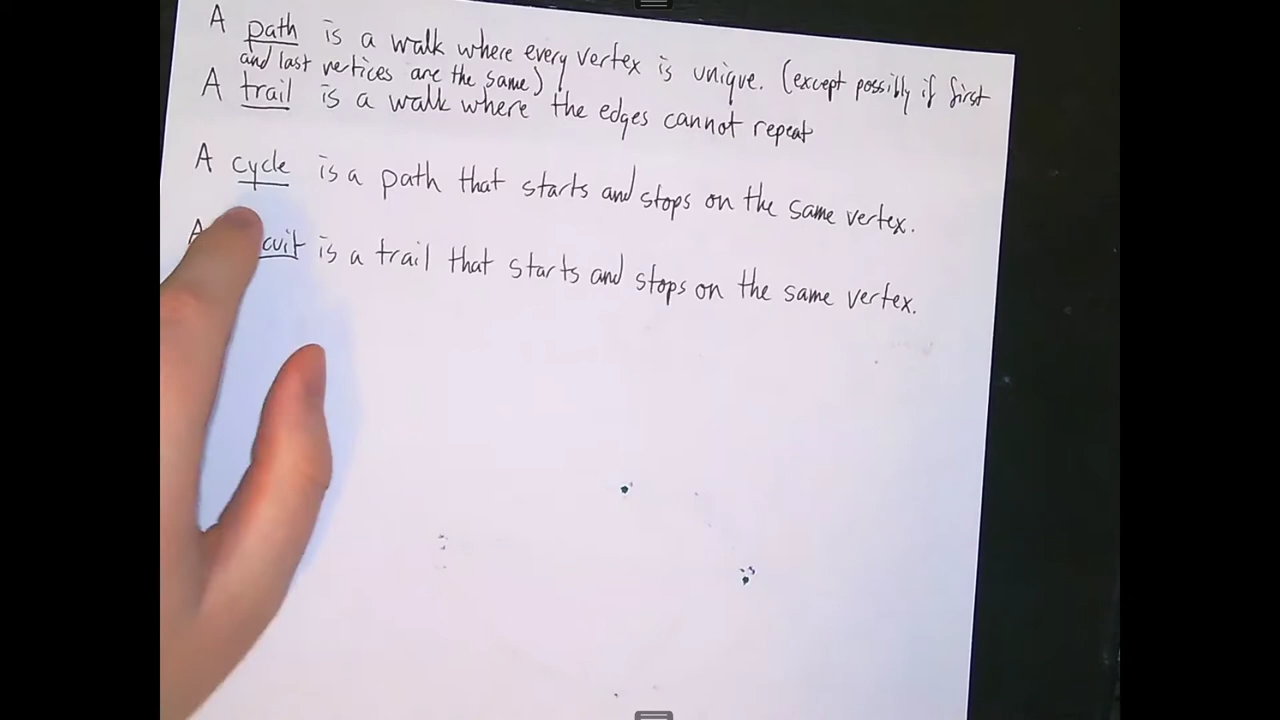 A path is a walk where every vertex is unique. (except possibly if first
and last vertices are the same)
A trail is a walk where the edges cannot repeat
A cycle is a path that starts and stops on the same vertex.
A cuit is a trail that starts and stops on the same vertex.